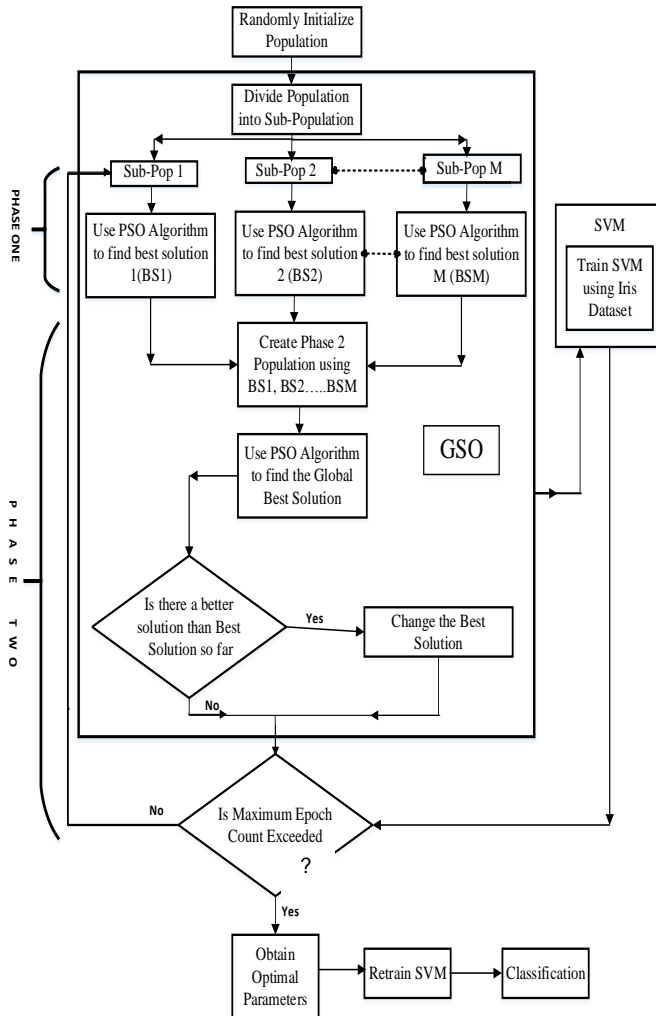 Randomly Initialize
Population
Divide Population
into Sub-Population
Sub-Pop 1
Sub-Pop 2
Sub-Pop M
PHASE ONE
Use PSO Algorithm
to find best solution
1(BS1)
Use PSO Algorithm
to find best solution
2 (BS2)
Use PSO Algorithm
to find best solution
M (BSM)
SVM
Train SVM
using Iris
Dataset
Create Phase 2
Population using
BS1, BS2…..BSM
GSO
Use PSO Algorithm
to find the Global
Best Solution
PHASE TWO
Is there a better
solution than Best
Solution so far
Yes
Change the Best
Solution
No
No
Is Maximum Epoch
Count Exceeded
?
Yes
Obtain
Optimal
Parameters
Retrain SVM
Classification